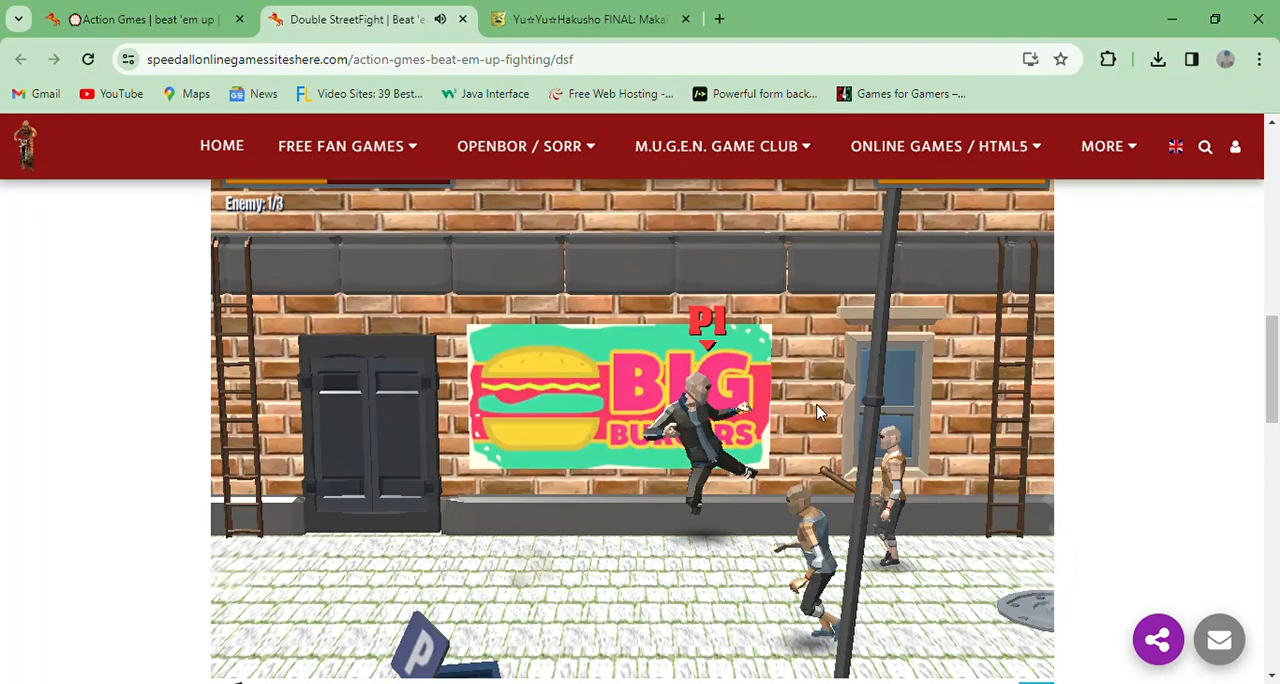 Action Gmes | beat 'em up |
Double StreetFight | Beat 'e
Yu☆Yu☆Hakusho FINAL: Maka
speedallonlinegamessiteshere.com/action-gmes-beat-em-up-fighting/dsf
Gmail
YouTube
Maps
News
Video Sites: 39 Best...
Java Interface
Free Web Hosting -...
Powerful form back...
Games for Gamers –...
HOME
FREE FAN GAMES
OPENBOR / SORR
M.U.G.E.N. GAME CLUB
ONLINE GAMES / HTML5
MORE
Enemy: 1/3
P1
BIG
BURGERS
P